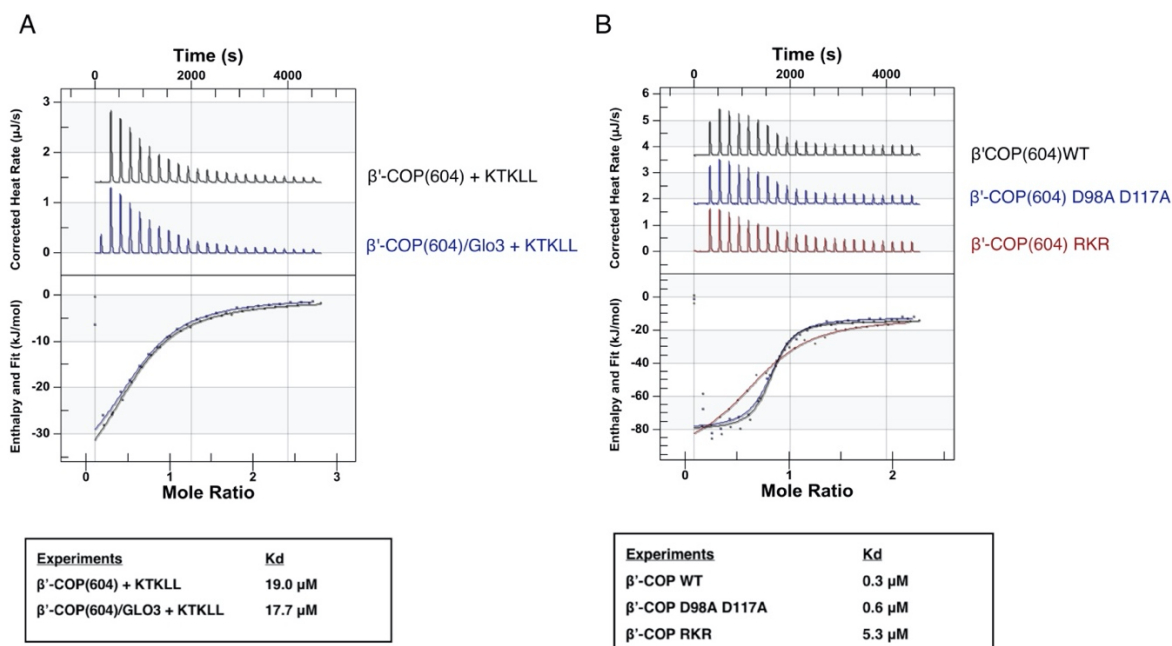 A
Time (s)
0 2000 4000
3
2
1
0
Corrected Heat Rate (µJ/s)
β'-COP(604) + KTKLL
β'-COP(604)/Glo3 + KTKLL
0
-10
-20
-30
Enthalpy and Fit (kJ/mol)
0 1 2 3
Mole Ratio
Experiments Kd
β'-COP(604) + KTKLL 19.0 µM
β'-COP(604)/GLO3 + KTKLL 17.7 µM
B
Time (s)
0 2000 4000
6
5
4
3
2
1
0
Corrected Heat Rate (µJ/s)
β'COP(604)WT
β'-COP(604) D98A D117A
β'-COP(604) RKR
0
-20
-40
-60
-80
Enthalpy and Fit (kJ/mol)
0 1 2
Mole Ratio
Experiments Kd
β'-COP WT 0.3 µM
β'-COP D98A D117A 0.6 µM
β'-COP RKR 5.3 µM